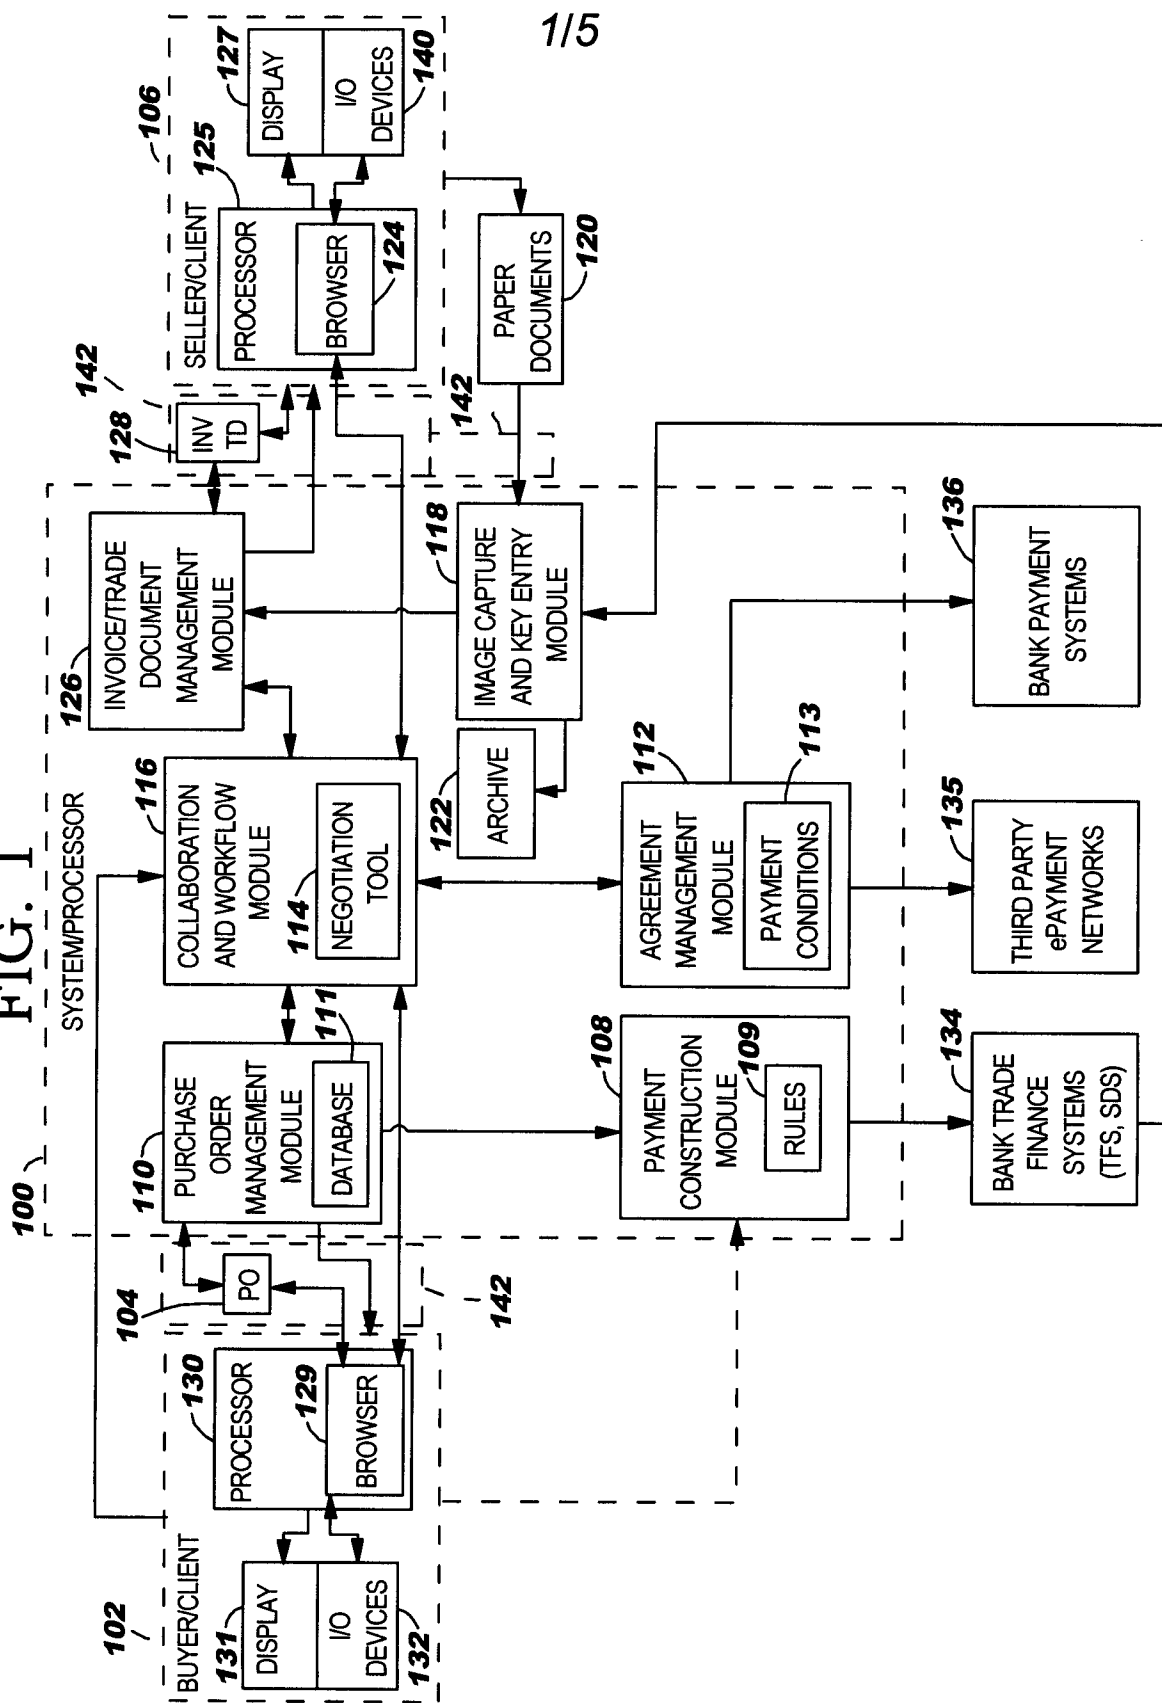 1/5
FIG. 1
100
SYSTEM/PROCESSOR
102
BUYER/CLIENT
131
DISPLAY
I/O
DEVICES
132
130
PROCESSOR
129
BROWSER
104
PO
142
110
PURCHASE
ORDER
MANAGEMENT
MODULE
111
DATABASE
116
COLLABORATION
AND WORKFLOW
MODULE
114
NEGOTIATION
TOOL
126
INVOICE/TRADE
DOCUMENT
MANAGEMENT
MODULE
128
INV
TD
142
106
SELLER/CLIENT
125
PROCESSOR
BROWSER
124
127
DISPLAY
I/O
DEVICES
140
122
ARCHIVE
118
IMAGE CAPTURE
AND KEY ENTRY
MODULE
142
PAPER
DOCUMENTS
120
108
PAYMENT
CONSTRUCTION
MODULE
109
RULES
112
AGREEMENT
MANAGEMENT
MODULE
113
PAYMENT
CONDITIONS
134
BANK TRADE
FINANCE
SYSTEMS
(TFS, SDS)
135
THIRD PARTY
ePAYMENT
NETWORKS
136
BANK PAYMENT
SYSTEMS